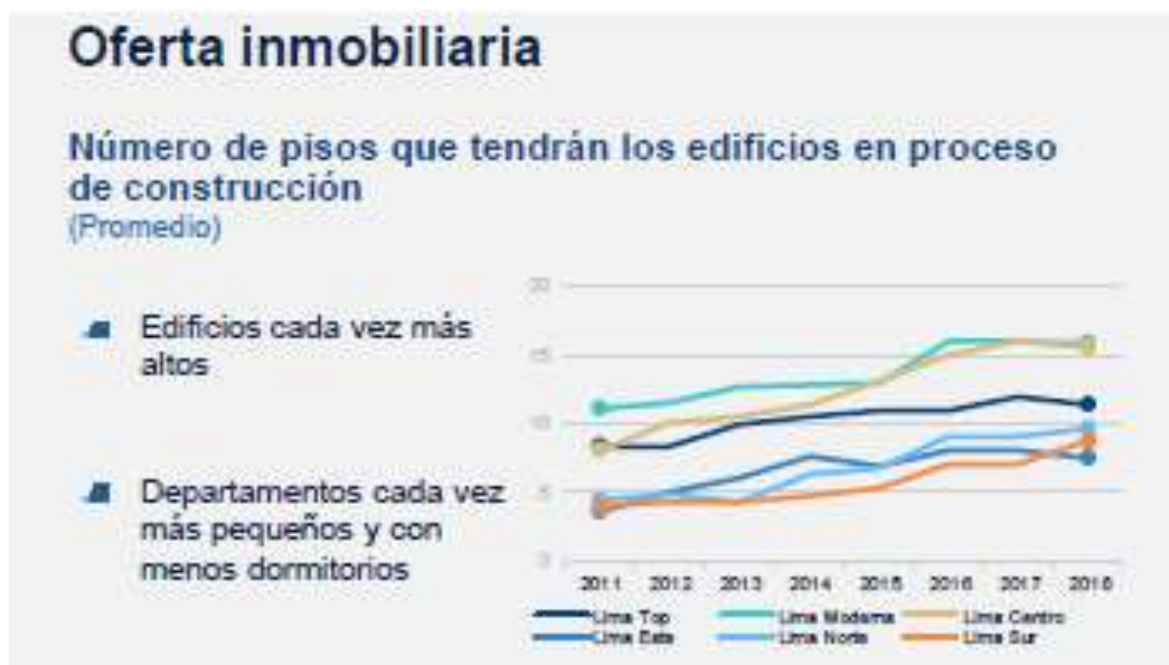 Oferta inmobiliaria
Número de pisos que tendrán los edificios en proceso
de construcción
(Promedio)
Edificios cada vez más
altos
Departamentos cada vez
más pequeños y con
menos dormitorios
20
15
10
5
0
2011 2012 2013 2014 2015 2016 2017 2018
Lima Top Lima Moderna Lima Centro
Lima Este Lima Norte Lima Sur